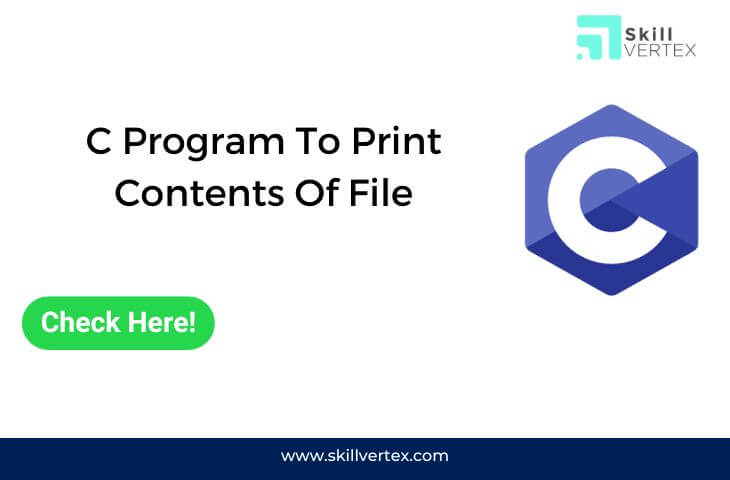 Skill
VERTEX
C Program To Print
Contents Of File
C
Check Here!
www.skillvertex.com